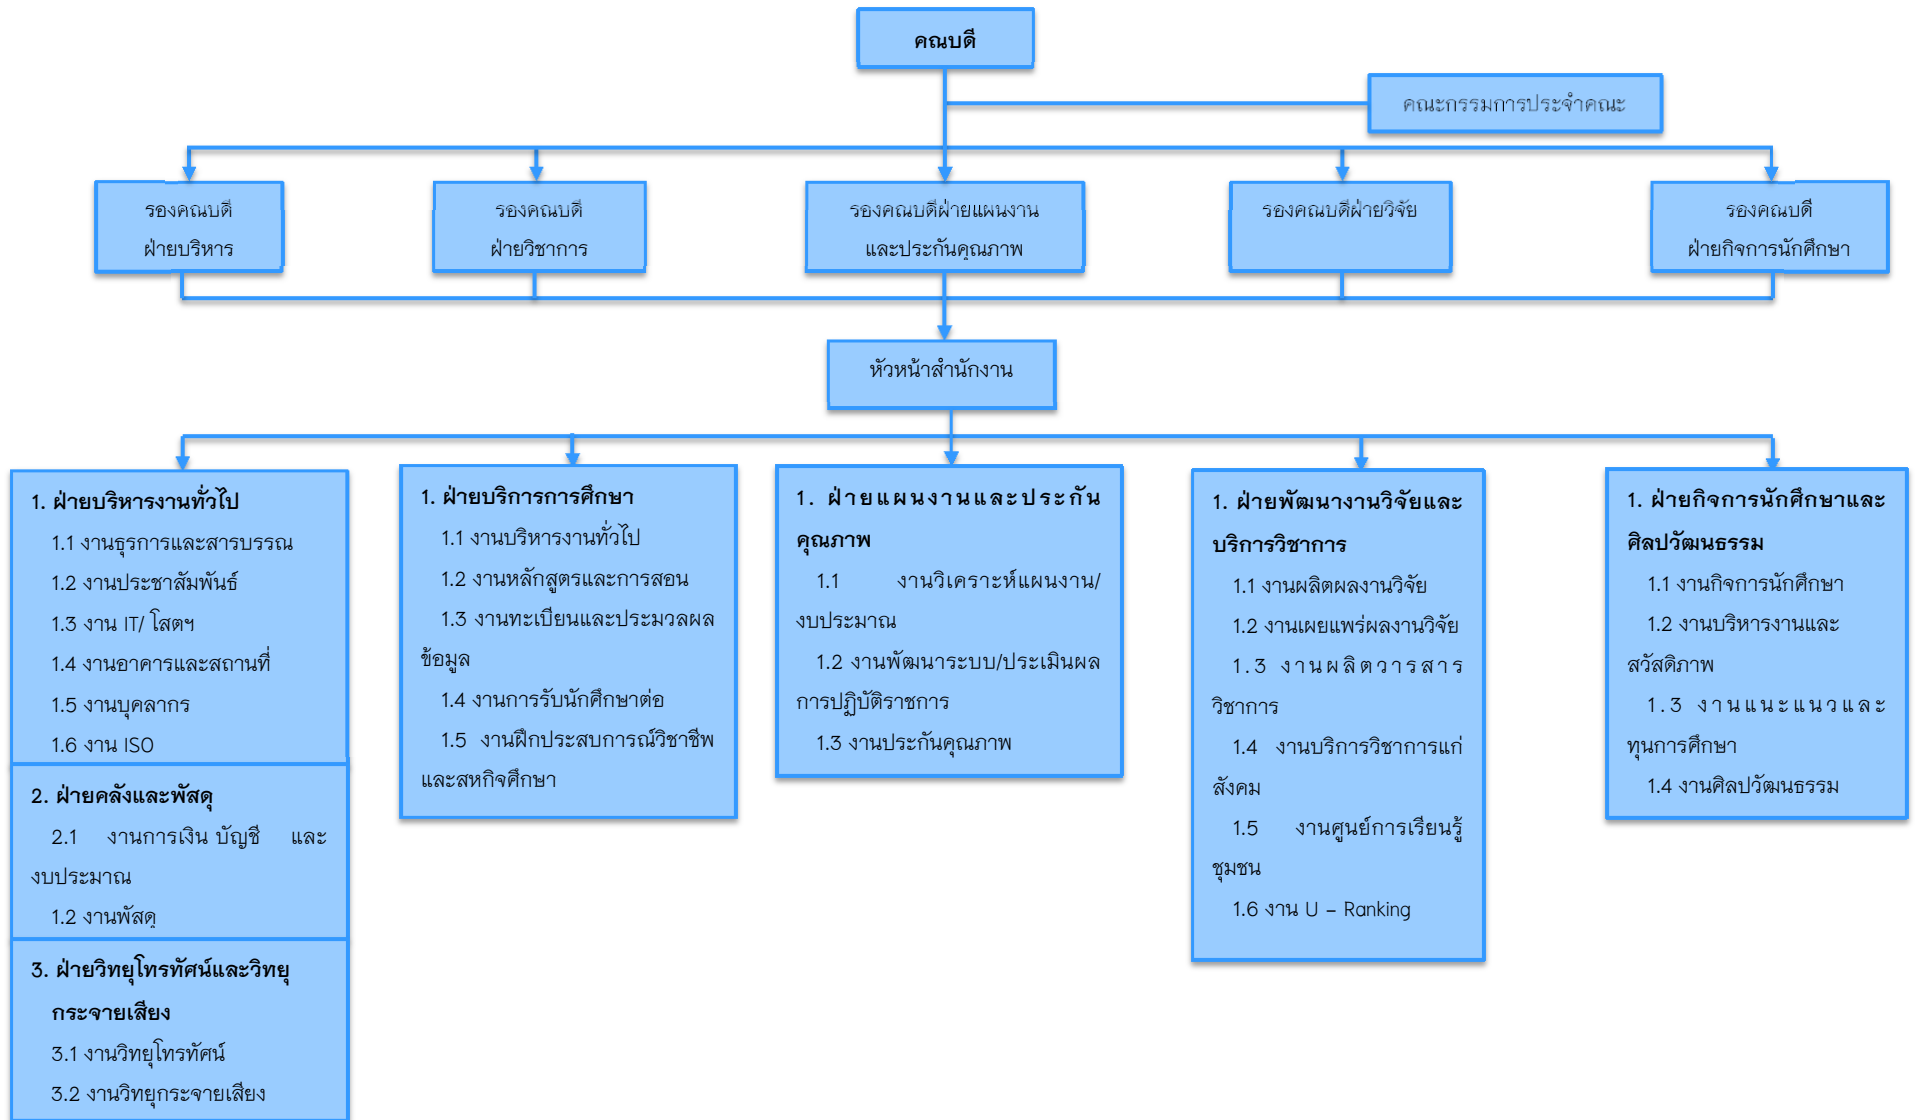 คณบดี
คณะกรรมการประจำคณะ
รองคณบดี
ฝ่ายบริหาร
รองคณบดี
ฝ่ายวิชาการ
รองคณบดีฝ่ายแผนงาน
และประกันคุณภาพ
รองคณบดีฝ่ายวิจัย
รองคณบดี
ฝ่ายกิจการนักศึกษา
หัวหน้าสำนักงาน
1. ฝ่ายบริหารงานทั่วไป
1.1 งานธุรการและสารบรรณ
1.2 งานประชาสัมพันธ์
1.3 งาน IT/ โสตฯ
1.4 งานอาคารและสถานที่
1.5 งานบุคลากร
1.6 งาน ISO
2. ฝ่ายคลังและพัสดุ
2.1 งานการเงิน บัญชี และ
งบประมาณ
1.2 งานพัสดุ
3. ฝ่ายวิทยุโทรทัศน์และวิทยุ
กระจายเสียง
3.1 งานวิทยุโทรทัศน์
3.2 งานวิทยุกระจายเสียง
1. ฝ่ายบริการการศึกษา
1.1 งานบริหารงานทั่วไป
1.2 งานหลักสูตรและการสอน
1.3 งานทะเบียนและประมวลผล
ข้อมูล
1.4 งานการรับนักศึกษาต่อ
1.5 งานฝึกประสบการณ์วิชาชีพ
และสหกิจศึกษา
1. ฝ่ายแผนงานและประกัน
คุณภาพ
1.1 งานวิเคราะห์แผนงาน/
งบประมาณ
1.2 งานพัฒนาระบบ/ประเมินผล
การปฏิบัติราชการ
1.3 งานประกันคุณภาพ
1. ฝ่ายพัฒนางานวิจัยและ
บริการวิชาการ
1.1 งานผลิตผลงานวิจัย
1.2 งานเผยแพร่ผลงานวิจัย
1.3 งานผลิตวารสาร
วิชาการ
1.4 งานบริการวิชาการแก่
สังคม
1.5 งานศูนย์การเรียนรู้
ชุมชน
1.6 งาน U – Ranking
1. ฝ่ายกิจการนักศึกษาและ
ศิลปวัฒนธรรม
1.1 งานกิจการนักศึกษา
1.2 งานบริหารงานและ
สวัสดิภาพ
1.3 งานแนะแนวและ
ทุนการศึกษา
1.4 งานศิลปวัฒนธรรม